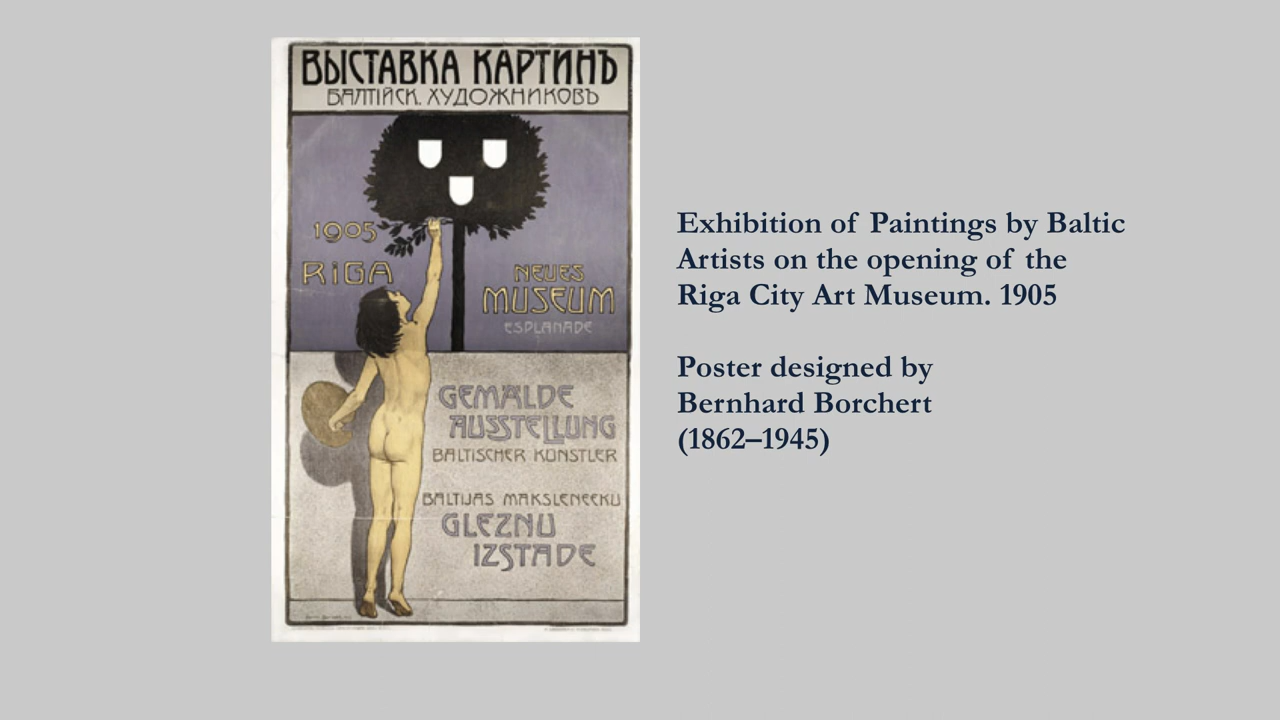 ВЫСТАВКА КАРТИНЪ
БАЛТІЙСК. ХУДОЖНИКОВЪ
1905
RiGA
NEUES
MUSEUM
ESPLANADE
GEMÄLDE
AUSSTELLUNG
BALTISCHER KÜNSTLER
BALTIJAS MAKSLENEEKU
GLEZNU
IZSTADE
Exhibition of Paintings by Baltic
Artists on the opening of the
Riga City Art Museum. 1905
Poster designed by
Bernhard Borchert
(1862–1945)